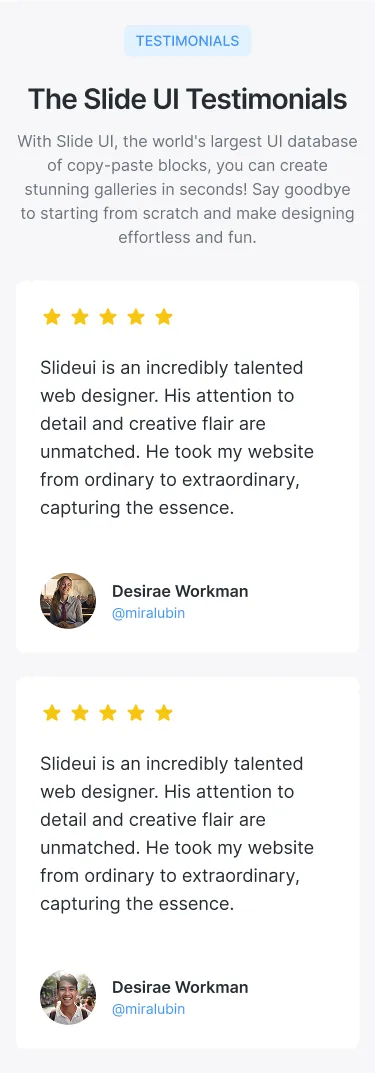 TESTIMONIALS
The Slide UI Testimonials
With Slide UI, the world's largest UI database
of copy-paste blocks, you can create
stunning galleries in seconds! Say goodbye
to starting from scratch and make designing
effortless and fun.
Slideui is an incredibly talented
web designer. His attention to
detail and creative flair are
unmatched. He took my website
from ordinary to extraordinary,
capturing the essence.
Desirae Workman
@miralubin
Slideui is an incredibly talented
web designer. His attention to
detail and creative flair are
unmatched. He took my website
from ordinary to extraordinary,
capturing the essence.
Desirae Workman
@miralubin